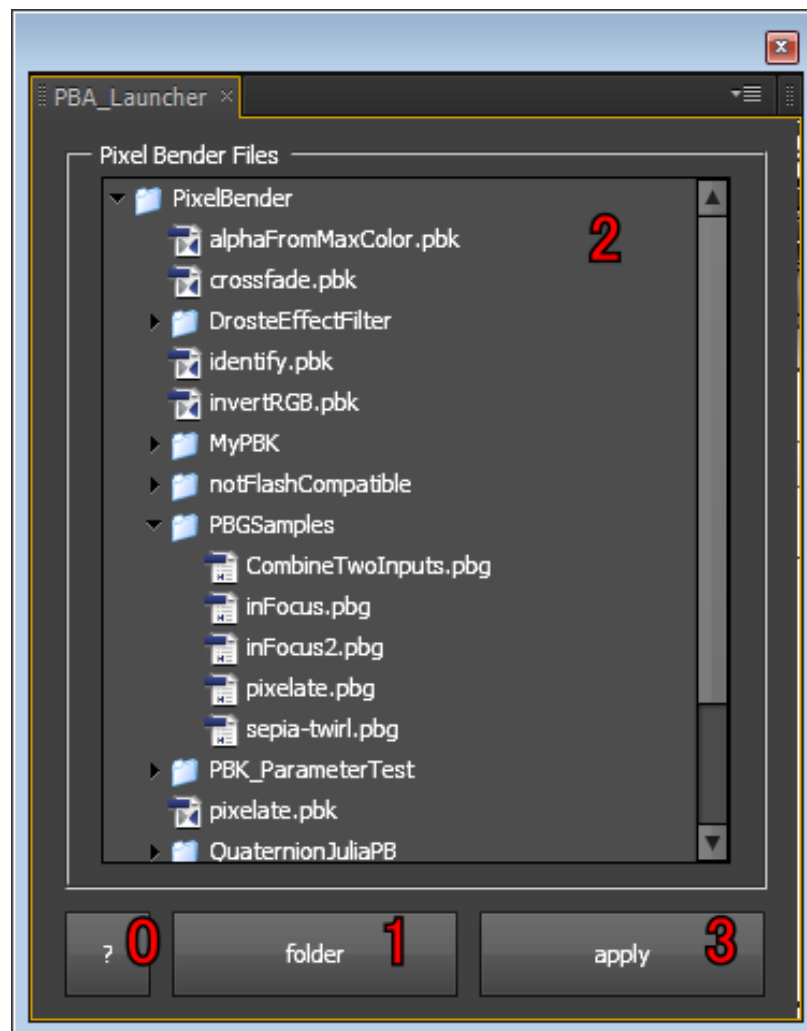 PBA_Launcher
Pixel Bender Files
PixelBender
2
alphaFromMaxColor.pbk
crossfade.pbk
DrosteEffectFilter
identify.pbk
invertRGB.pbk
MyPBK
notFlashCompatible
PBGSamples
CombineTwoInputs.pbg
inFocus.pbg
inFocus2.pbg
pixelate.pbg
sepia-twirl.pbg
PBK_ParameterTest
pixelate.pbk
QuaternionJuliaPB
? 0 folder 1 apply 3